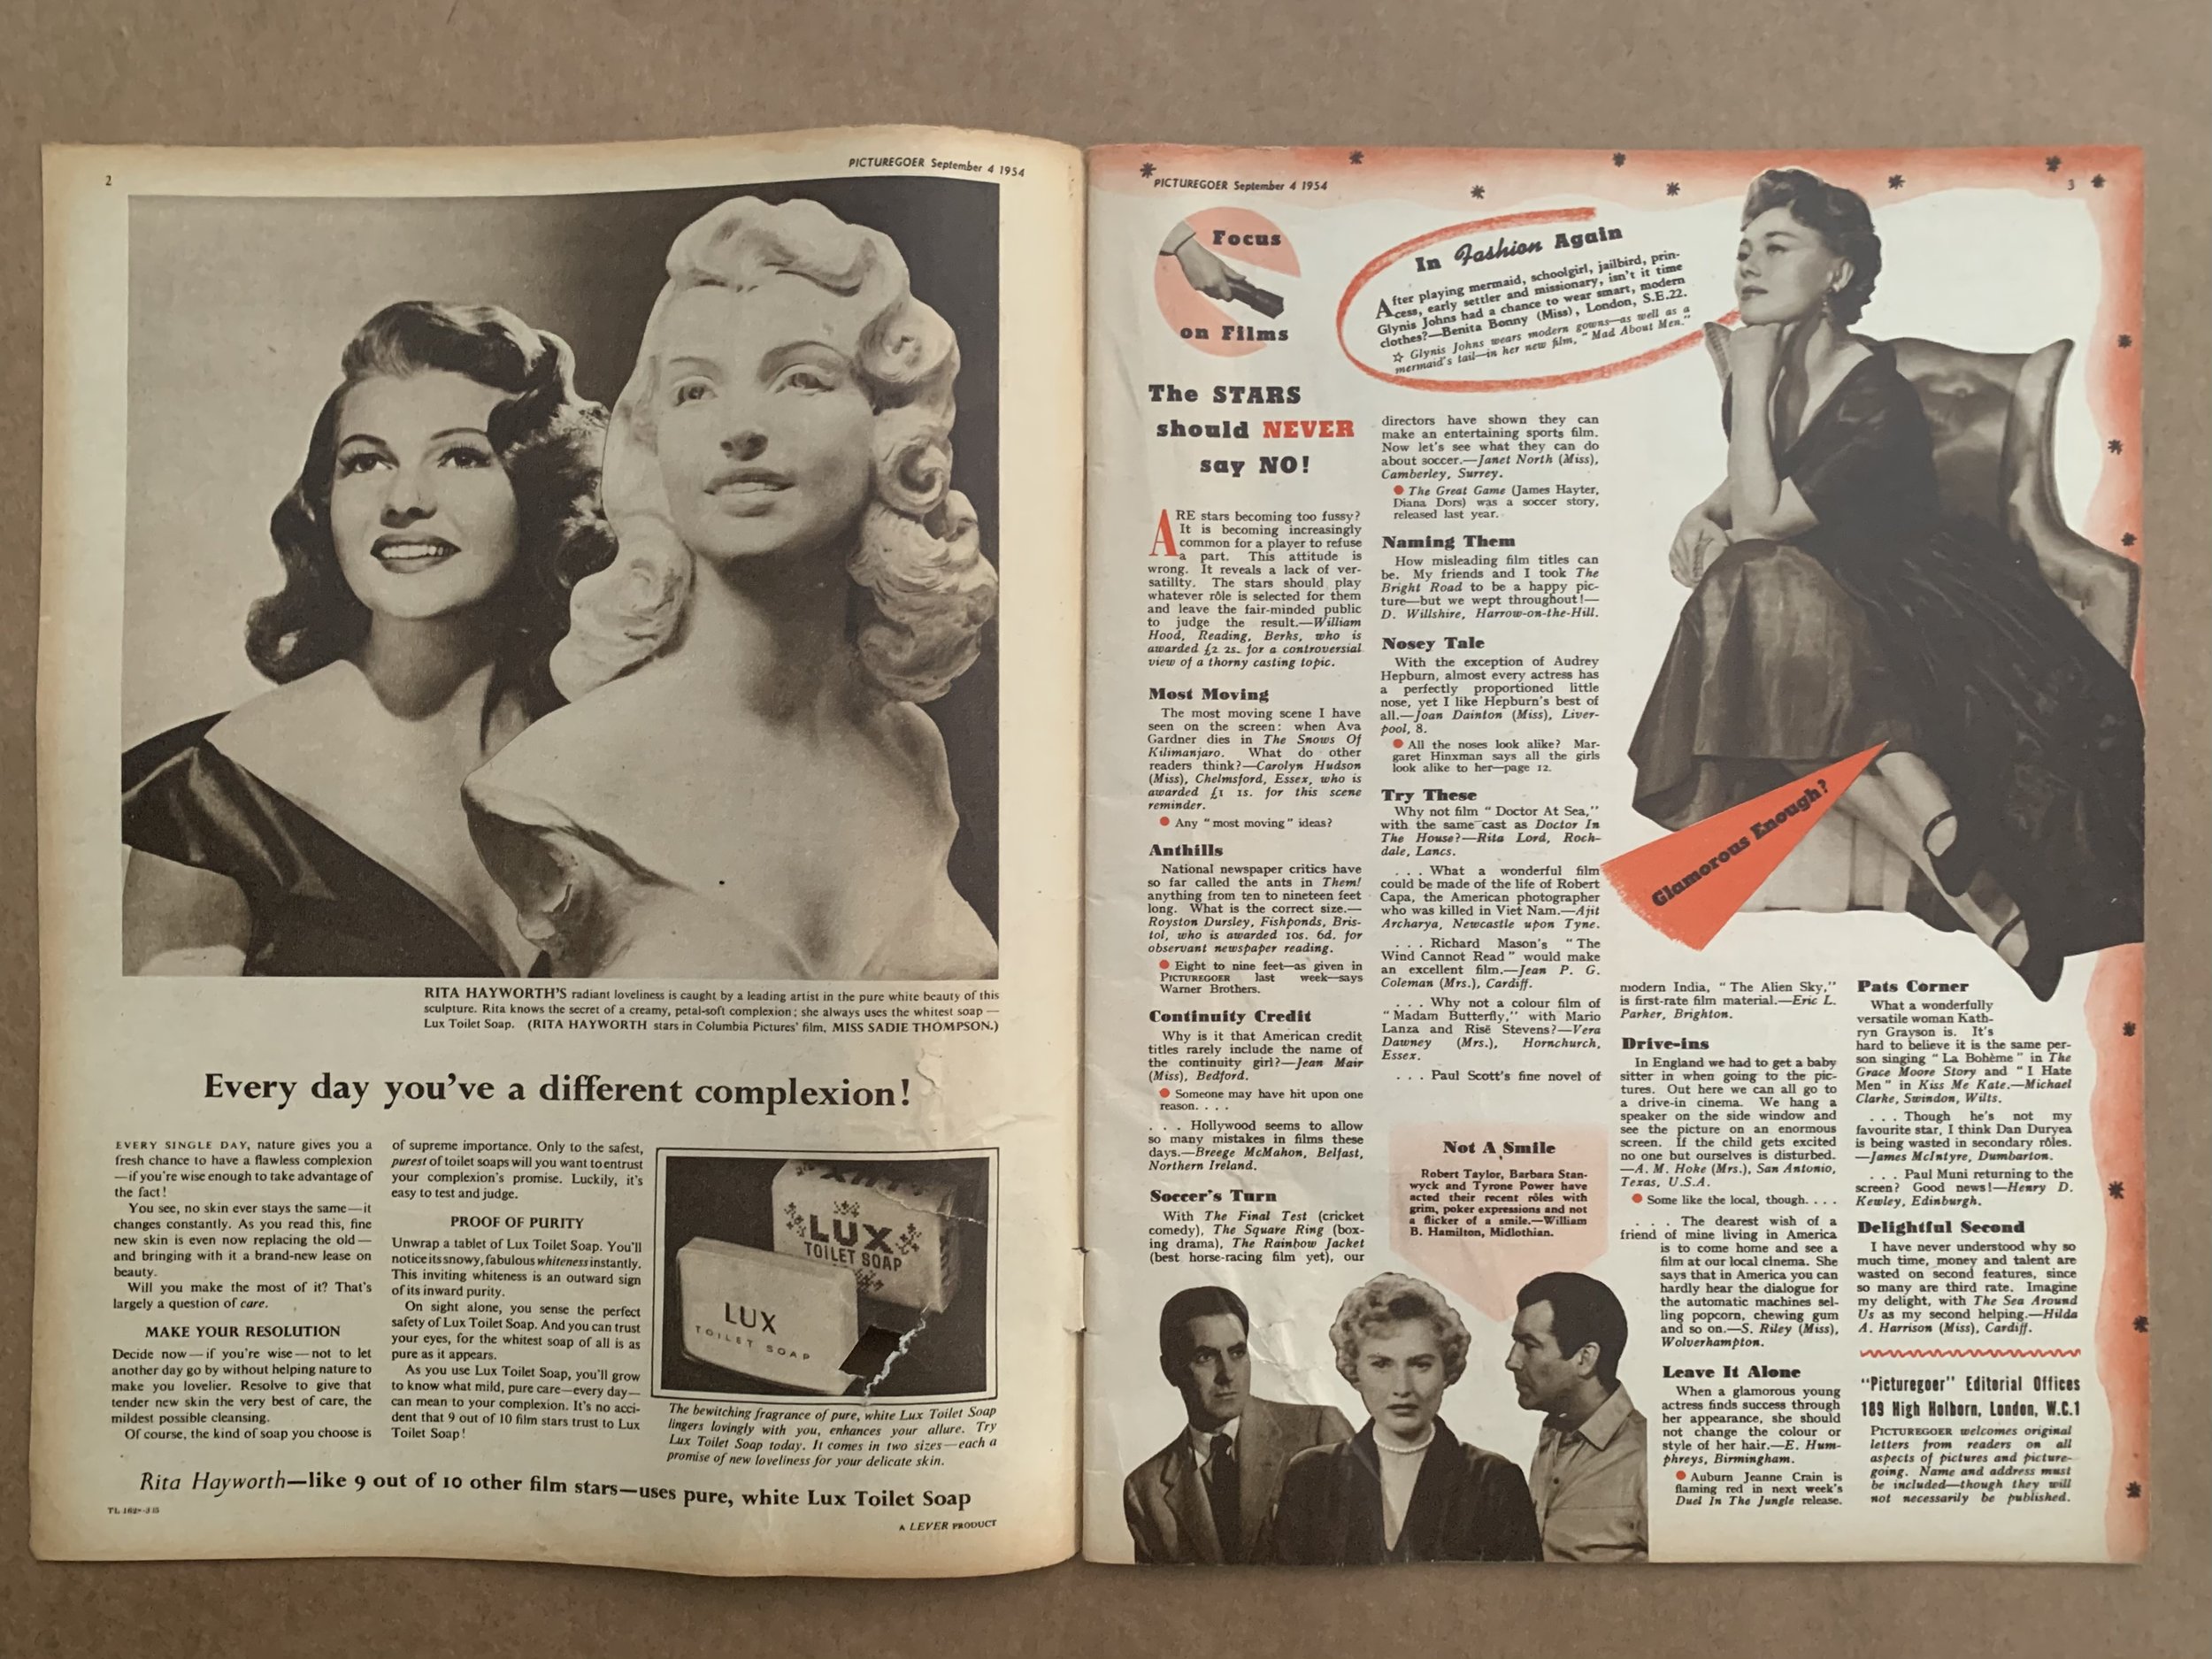 2
PICTUREGOER September 4 1954
RITA HAYWORTH'S radiant loveliness is caught by a leading artist in the pure white beauty of this
sculpture. Rita knows the secret of a creamy, petal-soft complexion; she always uses the whitest soap —
Lux Toilet Soap. (RITA HAYWORTH stars in Columbia Pictures' film, MISS SADIE THOMPSON.)
Every day you've a different complexion!
EVERY SINGLE DAY, nature gives you a
fresh chance to have a flawless complexion
—if you're wise enough to take advantage of
the fact!
You see, no skin ever stays the same—it
changes constantly. As you read this, fine
new skin is even now replacing the old—
and bringing with it a brand-new lease on
beauty.
Will you make the most of it? That's
largely a question of care.
MAKE YOUR RESOLUTION
Decide now—if you're wise—not to let
another day go by without helping nature to
make you lovelier. Resolve to give that
tender new skin the very best of care, the
mildest possible cleansing.
Of course, the kind of soap you choose is
of supreme importance. Only to the safest,
purest of toilet soaps will you want to entrust
your complexion's promise. Luckily, it's
easy to test and judge.
PROOF OF PURITY
Unwrap a tablet of Lux Toilet Soap. You'll
notice its snowy, fabulous whiteness instantly.
This inviting whiteness is an outward sign
of its inward purity.
On sight alone, you sense the perfect
safety of Lux Toilet Soap. And you can trust
your eyes, for the whitest soap of all is as
pure as it appears.
As you use Lux Toilet Soap, you'll grow
to know what mild, pure care—every day—
can mean to your complexion. It's no acci-
dent that 9 out of 10 film stars trust to Lux
Toilet Soap!
LUX
TOILET SOAP
LUX
TOILET SOAP
The bewitching fragrance of pure, white Lux Toilet Soap
lingers lovingly with you, enhances your allure. Try
Lux Toilet Soap today. It comes in two sizes—each a
promise of new loveliness for your delicate skin.
Rita Hayworth—like 9 out of 10 other film stars—uses pure, white Lux Toilet Soap
A LEVER PRODUCT
PICTUREGOER September 4 1954
3
Focus
on Films
In Fashion Again
After playing mermaid, schoolgirl, jailbird, prin-
cess, early settler and missionary, isn't it time
Glynis Johns had a chance to wear smart, modern
clothes?—Benita Bonny (Miss), London, S.E.22.
☆ Glynis Johns wears modern gowns—as well as a
mermaid's tail—in her new film, "Mad About Men."
The STARS
should NEVER
say NO!
ARE stars becoming too fussy?
It is becoming increasingly
common for a player to refuse
a part. This attitude is
wrong. It reveals a lack of ver-
satility. The stars should play
whatever rôle is selected for them
and leave the fair-minded public
to judge the result.—William
Hood, Reading, Berks, who is
awarded £2 2s. for a controversial
view of a thorny casting topic.
Most Moving
The most moving scene I have
seen on the screen: when Ava
Gardner dies in The Snows Of
Kilimanjaro. What do other
readers think?—Carolyn Hudson
(Miss), Chelmsford, Essex, who is
awarded £1 1s. for this scene
reminder.
● Any "most moving" ideas?
Anthills
National newspaper critics have
so far called the ants in Them!
anything from ten to nineteen feet
long. What is the correct size.—
Royston Dursley, Fishponds, Bris-
tol, who is awarded 10s. 6d. for
observant newspaper reading.
● Eight to nine feet—as given in
PICTUREGOER last week—says
Warner Brothers.
Continuity Credit
Why is it that American credit
titles rarely include the name of
the continuity girl?—Jean Mair
(Miss), Bedford.
● Someone may have hit upon one
reason. . . .
. . . Hollywood seems to allow
so many mistakes in films these
days.—Breege McMahon, Belfast,
Northern Ireland.
Soccer's Turn
With The Final Test (cricket
comedy), The Square Ring (box-
ing drama), The Rainbow Jacket
(best horse-racing film yet), our
directors have shown they can
make an entertaining sports film.
Now let's see what they can do
about soccer.—Janet North (Miss),
Camberley, Surrey.
● The Great Game (James Hayter,
Diana Dors) was a soccer story,
released last year.
Naming Them
How misleading film titles can
be. My friends and I took The
Bright Road to be a happy pic-
ture—but we wept throughout!—
D. Willshire, Harrow-on-the-Hill.
Nosey Tale
With the exception of Audrey
Hepburn, almost every actress has
a perfectly proportioned little
nose, yet I like Hepburn's best of
all.—Joan Dainton (Miss), Liver-
pool, 8.
● All the noses look alike? Mar-
garet Hinxman says all the girls
look alike to her—page 12.
Try These
Why not film "Doctor At Sea,"
with the same cast as Doctor In
The House?—Rita Lord, Roch-
dale, Lancs.
. . . What a wonderful film
could be made of the life of Robert
Capa, the American photographer
who was killed in Viet Nam.—Ajit
Archarya, Newcastle upon Tyne.
. . . Richard Mason's "The
Wind Cannot Read" would make
an excellent film.—Jean P. G.
Coleman (Mrs.), Cardiff.
. . . Why not a colour film of
"Madam Butterfly," with Mario
Lanza and Risë Stevens?—Vera
Dawney (Mrs.), Hornchurch,
Essex.
. . . Paul Scott's fine novel of
Not A Smile
Robert Taylor, Barbara Stan-
wyck and Tyrone Power have
acted their recent rôles with
grim, poker expressions and not
a flicker of a smile.—William
B. Hamilton, Midlothian.
Glamorous Enough?
modern India, "The Alien Sky,"
is first-rate film material.—Eric L.
Parker, Brighton.
Drive-ins
In England we had to get a baby
sitter in when going to the pic-
tures. Out here we can all go to
a drive-in cinema. We hang a
speaker on the side window and
see the picture on an enormous
screen. If the child gets excited
no one but ourselves is disturbed.
—A. M. Hoke (Mrs.), San Antonio,
Texas, U.S.A.
● Some like the local, though. . . .
. . . The dearest wish of a
friend of mine living in America
is to come home and see a
film at our local cinema. She
says that in America you can
hardly hear the dialogue for
the automatic machines sel-
ling popcorn, chewing gum
and so on.—S. Riley (Miss),
Wolverhampton.
Leave It Alone
When a glamorous young
actress finds success through
her appearance, she should
not change the colour or
style of her hair.—E. Hum-
phreys, Birmingham.
● Auburn Jeanne Crain is
flaming red in next week's
Duel In The Jungle release.
Pats Corner
What a wonderfully
versatile woman Kath-
ryn Grayson is. It's
hard to believe it is the same per-
son singing "La Bohème" in The
Grace Moore Story and "I Hate
Men" in Kiss Me Kate.—Michael
Clarke, Swindon, Wilts.
. . . Though he's not my
favourite star, I think Dan Duryea
is being wasted in secondary rôles.
—James McIntyre, Dumbarton.
. . . Paul Muni returning to the
screen? Good news!—Henry D.
Kewley, Edinburgh.
Delightful Second
I have never understood why so
much time, money and talent are
wasted on second features, since
so many are third rate. Imagine
my delight, with The Sea Around
Us as my second helping.—Hilda
A. Harrison (Miss), Cardiff.
"Picturegoer" Editorial Offices
189 High Holborn, London, W.C.1
PICTUREGOER welcomes original
letters from readers on all
aspects of pictures and picture-
going. Name and address must
be included—though they will
not necessarily be published.